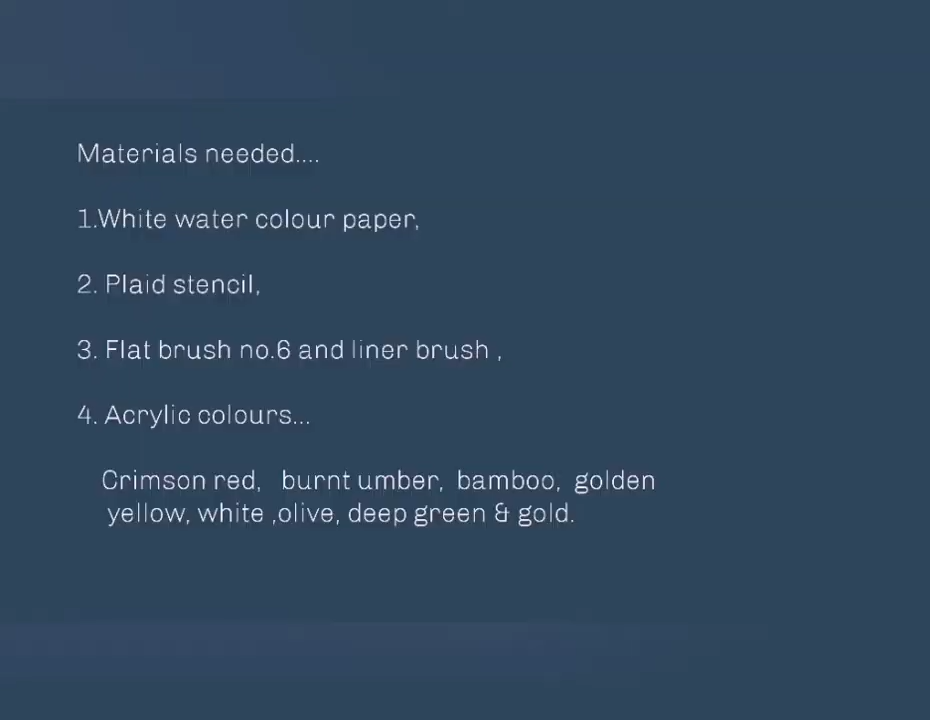 Materials needed....
1.White water colour paper,
2. Plaid stencil,
3. Flat brush no.6 and liner brush ,
4. Acrylic colours...
Crimson red, burnt umber, bamboo, golden
yellow, white ,olive, deep green & gold.